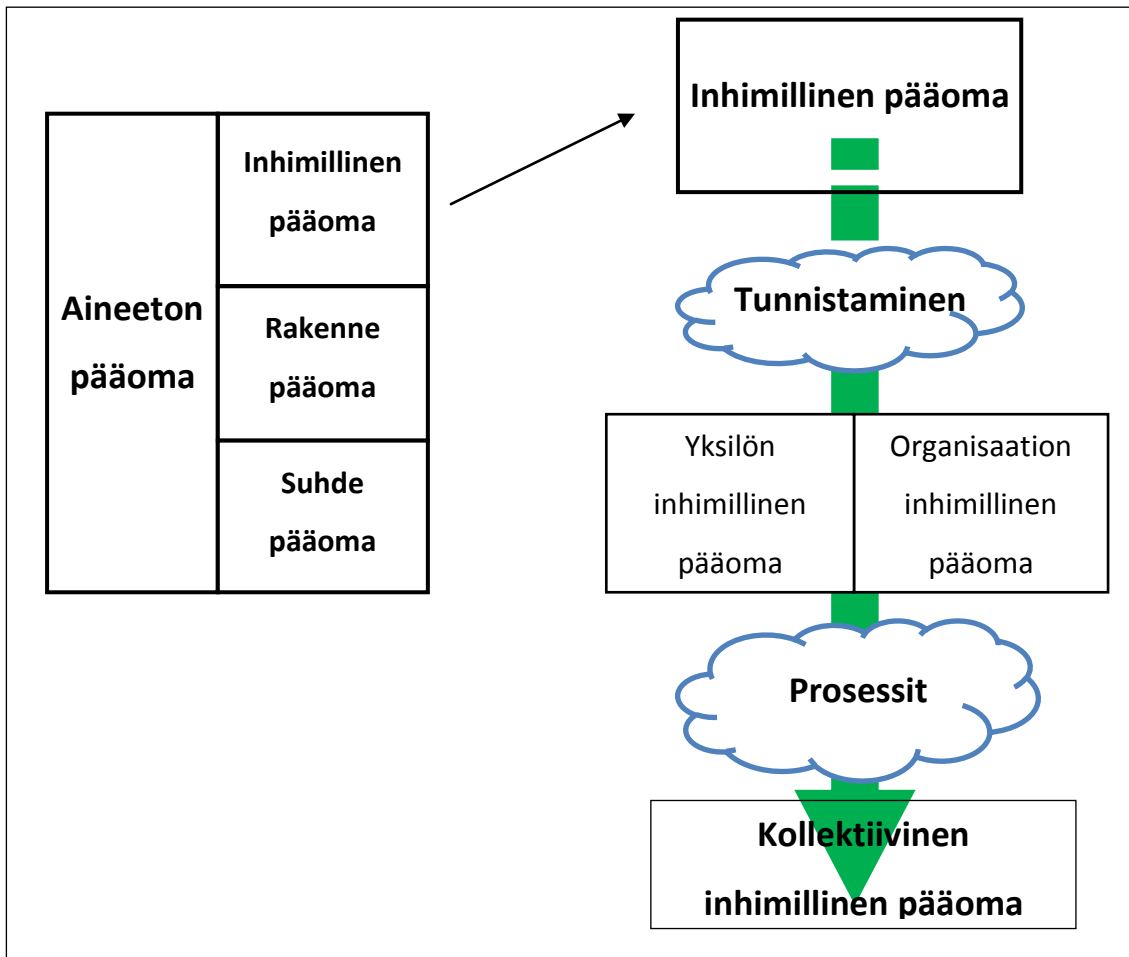 Aineeton
pääoma
Inhimillinen
pääoma
Rakenne
pääoma
Suhde
pääoma
Inhimillinen pääoma
Tunnistaminen
Yksilön
inhimillinen
pääoma
Organisaation
inhimillinen
pääoma
Prosessit
Kollektiivinen
inhimillinen pääoma